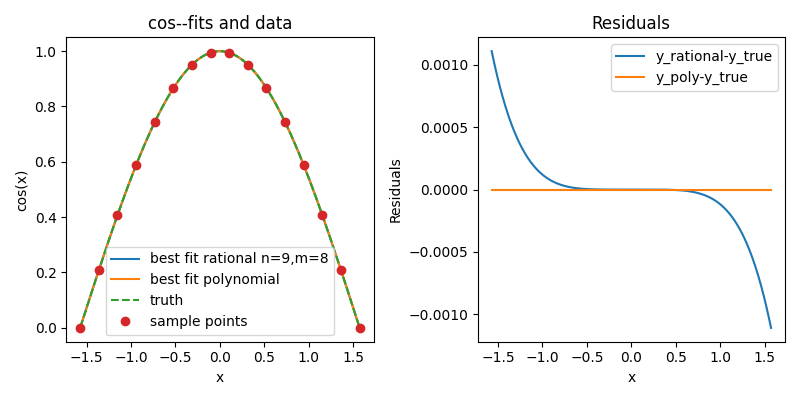 cos--fits and data
cos(x)
1.0
0.8
0.6
0.4
0.2
0.0
best fit rational n=9,m=8
best fit polynomial
truth
sample points
−1.5 −1.0 −0.5 0.0 0.5 1.0 1.5
x
Residuals
Residuals
0.0010
0.0005
0.0000
−0.0005
−0.0010
y_rational-y_true
y_poly-y_true
−1.5 −1.0 −0.5 0.0 0.5 1.0 1.5
x